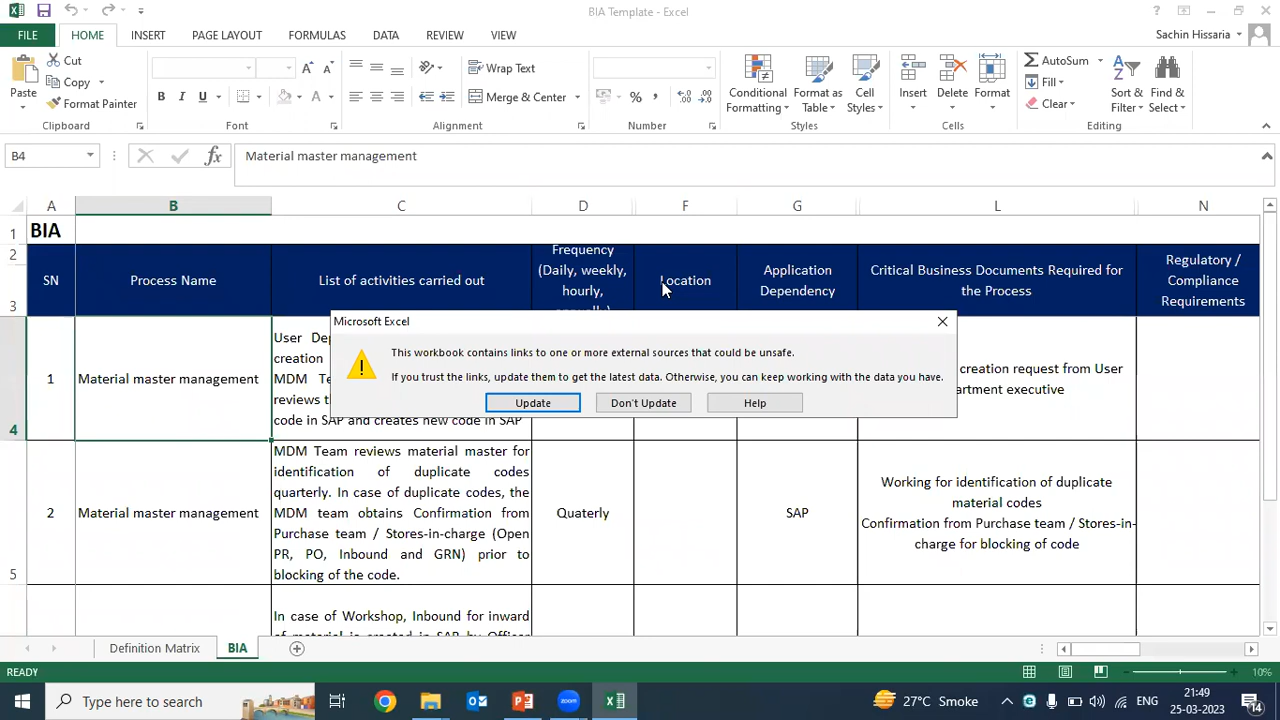 BIA Template - Excel
?
FILE HOME INSERT PAGE LAYOUT FORMULAS DATA REVIEW VIEW
Sachin Hissaria
Paste
Cut
Copy
Format Painter
Clipboard
B I U
A A
A
Font
Wrap Text
Merge & Center
Alignment
%
Number
Conditional
Formatting
Format as
Table
Cell
Styles
Styles
Insert
Delete
Format
Cells
AutoSum
Fill
Clear
Sort &
Filter
Find &
Select
Editing
B4
fx
Material master management
A B C D F G L N
1 BIA
2
3
SN
Process Name
List of activities carried out
Frequency
(Daily, weekly,
hourly,
Location
Application
Dependency
Critical Business Documents Required for
the Process
Regulatory /
Compliance
Requirements
4
1
Material master management
User Dep
creation
MDM Te
reviews th
code in SAP and creates new code in SAP
creation request from User
artment executive
Microsoft Excel
This workbook contains links to one or more external sources that could be unsafe.
If you trust the links, update them to get the latest data. Otherwise, you can keep working with the data you have.
Update
Don't Update
Help
5
2
Material master management
MDM Team reviews material master for
identification of duplicate codes
quarterly. In case of duplicate codes, the
MDM team obtains Confirmation from
Purchase team / Stores-in-charge (Open
PR, PO, Inbound and GRN) prior to
blocking of the code.
Quaterly
SAP
Working for identification of duplicate
material codes
Confirmation from Purchase team / Stores-in-
charge for blocking of code
In case of Workshop, Inbound for inward
of material is created in SAP by Officer
Definition Matrix
BIA
READY
10%
Type here to search
27°C Smoke
ENG
21:49
25-03-2023
14